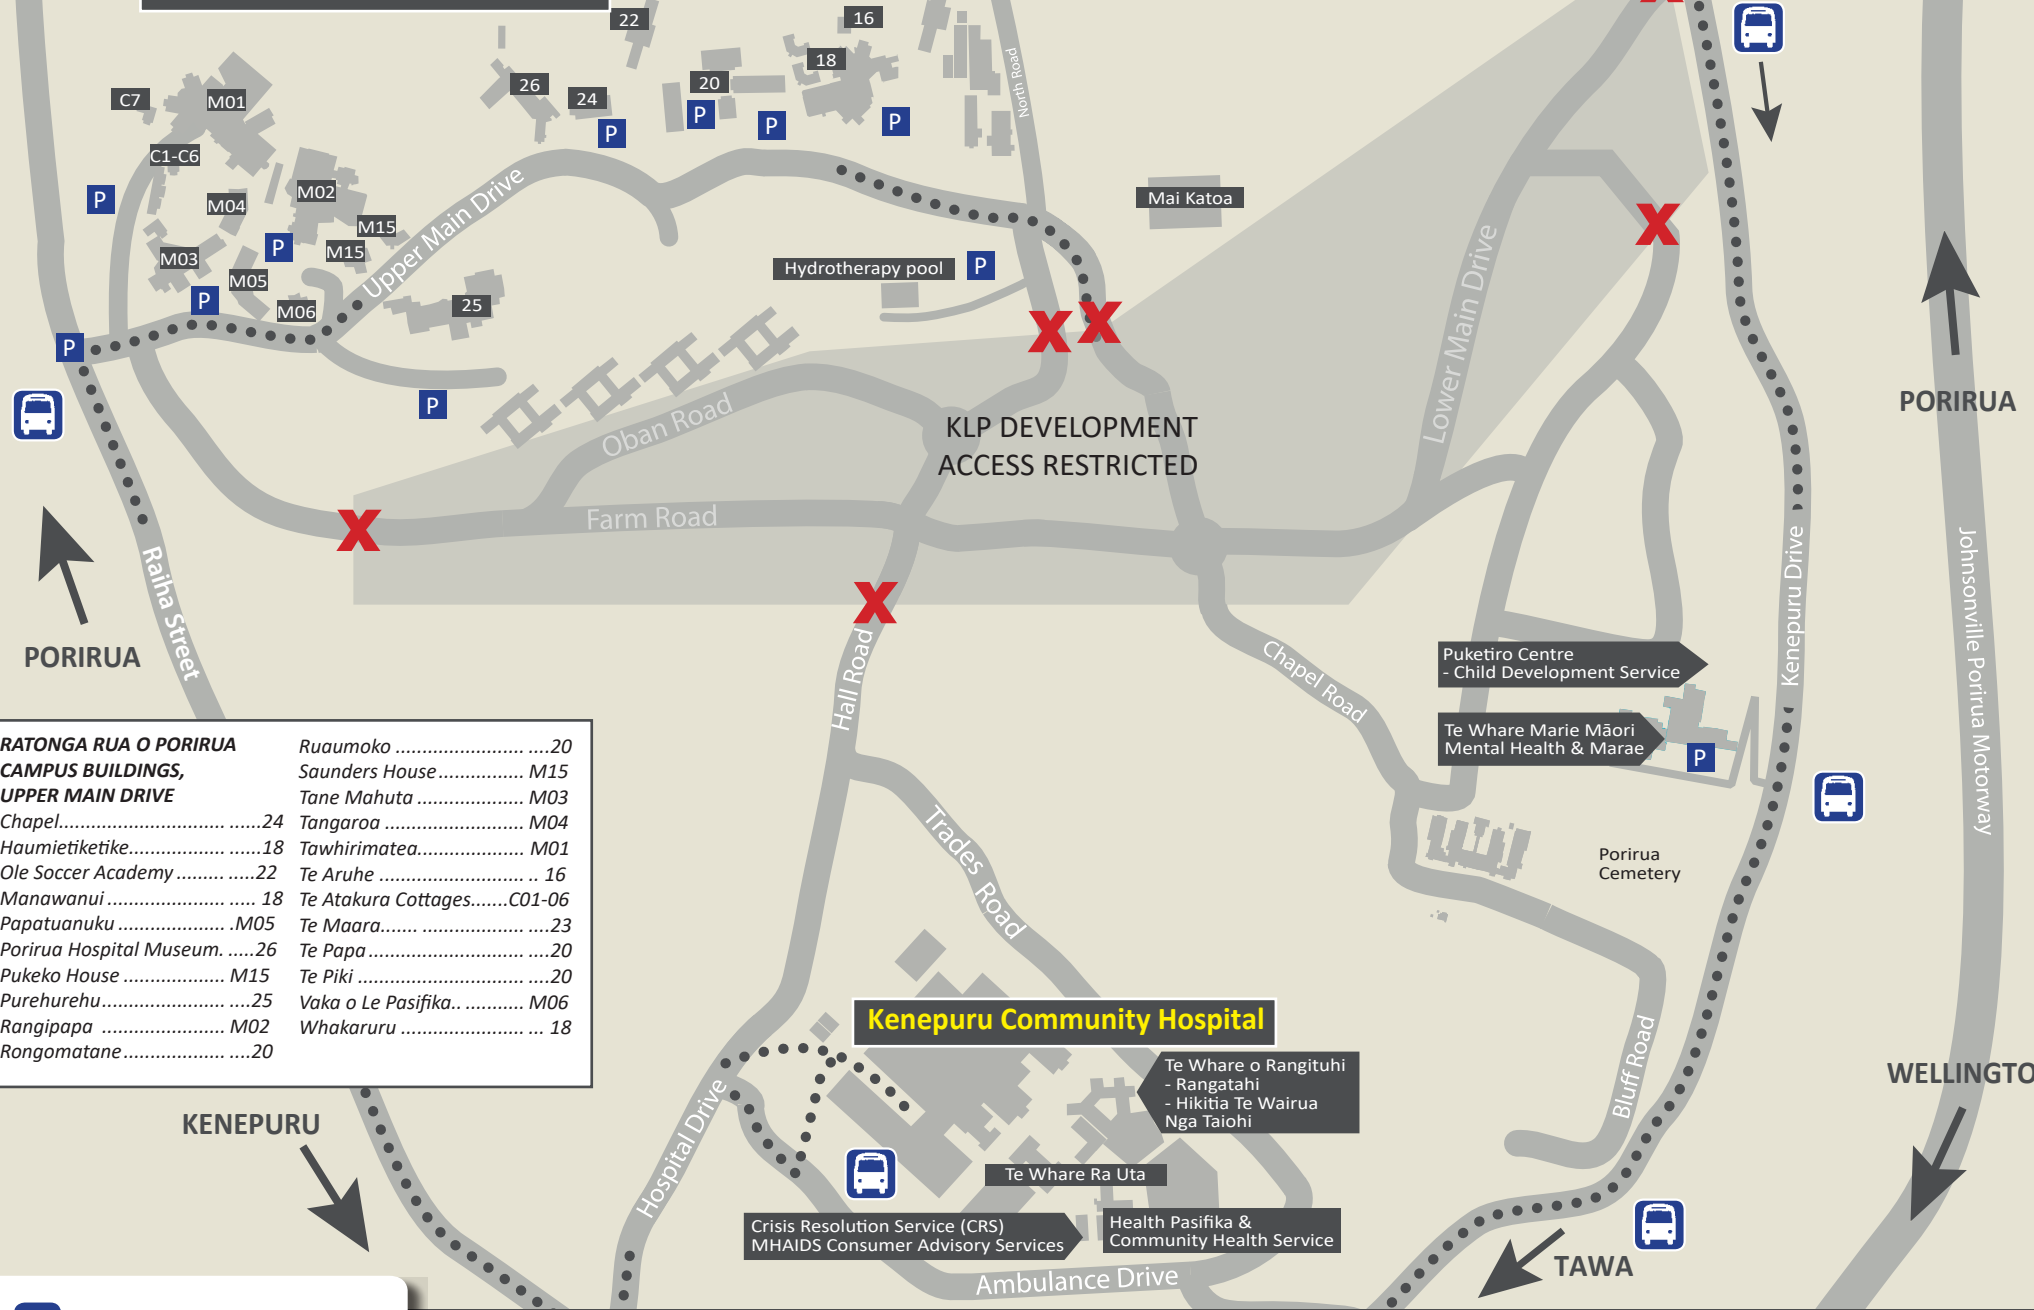 22
16
18
26
24
20
North Road
C7
M01
P
P
P
P
C1-C6
P
M04
M02
M15
M15
P
M03
M05
P
M06
Upper Main Drive
25
Mai Katoa
Hydrotherapy pool
P
X
X
X
P
P
Oban Road
KLP DEVELOPMENT
ACCESS RESTRICTED
Lower Main Drive
PORIRUA
X
Farm Road
X
Raiha Street
PORIRUA
Hall Road
Chapel Road
Kenepuru Drive
Johnsonville Porirua Motorway
Puketiro Centre
- Child Development Service
Te Whare Marie Māori
Mental Health & Marae
P
RATONGA RUA O PORIRUA
CAMPUS BUILDINGS,
UPPER MAIN DRIVE
Chapel..............................24
Haumietiketike........................18
Ole Soccer Academy..............22
Manawanui...........................18
Papatuanuku.....................M05
Porirua Hospital Museum......26
Pukeko House....................M15
Purehurehu..........................25
Rangipapa.......................M02
Rongomatane........................20
Ruaumoko..........................20
Saunders House................M15
Tane Mahuta.....................M03
Tangaroa..........................M04
Tawhirimatea....................M01
Te Aruhe............................16
Te Atakura Cottages.......C01-06
Te Maara............................23
Te Papa..............................20
Te Piki...............................20
Vaka o Le Pasifika.............M06
Whakaruru.........................18
Trades Road
Porirua
Cemetery
Kenepuru Community Hospital
Te Whare o Rangituhi
- Rangatahi
- Hikitia Te Wairua
Nga Taiohi
Bluff Road
WELLINGTO
KENEPURU
Hospital Drive
Te Whare Ra Uta
Crisis Resolution Service (CRS)
MHAIDS Consumer Advisory Services
Health Pasifika &
Community Health Service
Ambulance Drive
TAWA